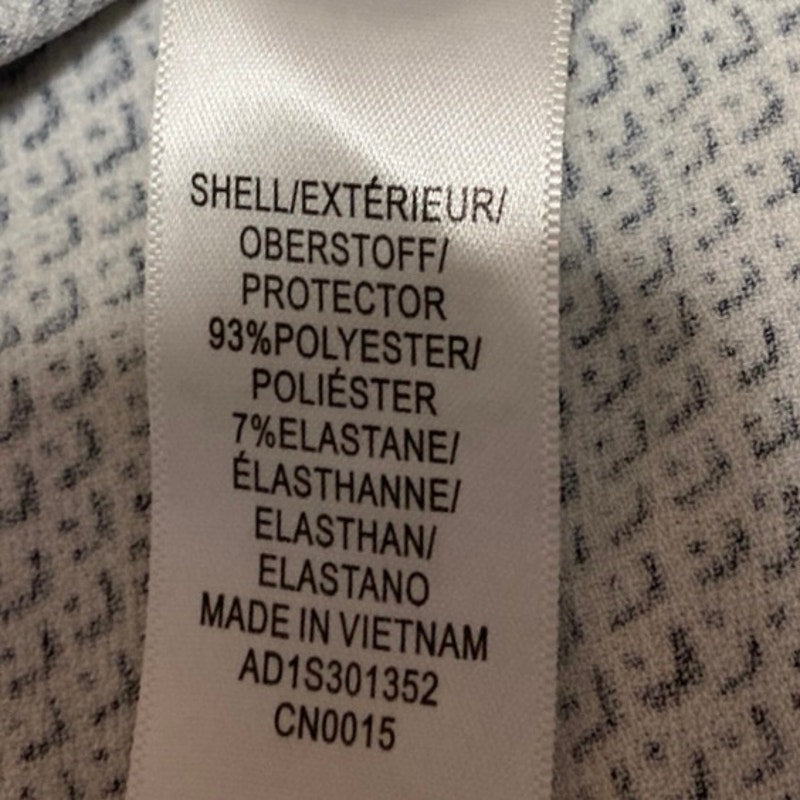 SHELL/EXTÉRIEUR/
OBERSTOFF/
PROTECTOR
93%POLYESTER/
POLIÉSTER
7%ELASTANE/
ÉLASTHANNE/
ELASTHAN/
ELASTANO
MADE IN VIETNAM
AD1S301352
CN0015